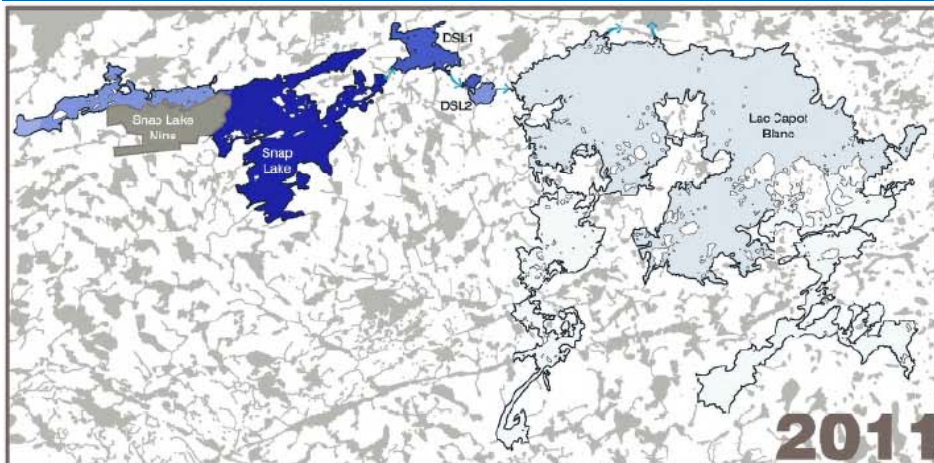 DSL1
DSL2
Snap Lake
Mine
Snap
Lake
Lac Capot
Blanc
2011